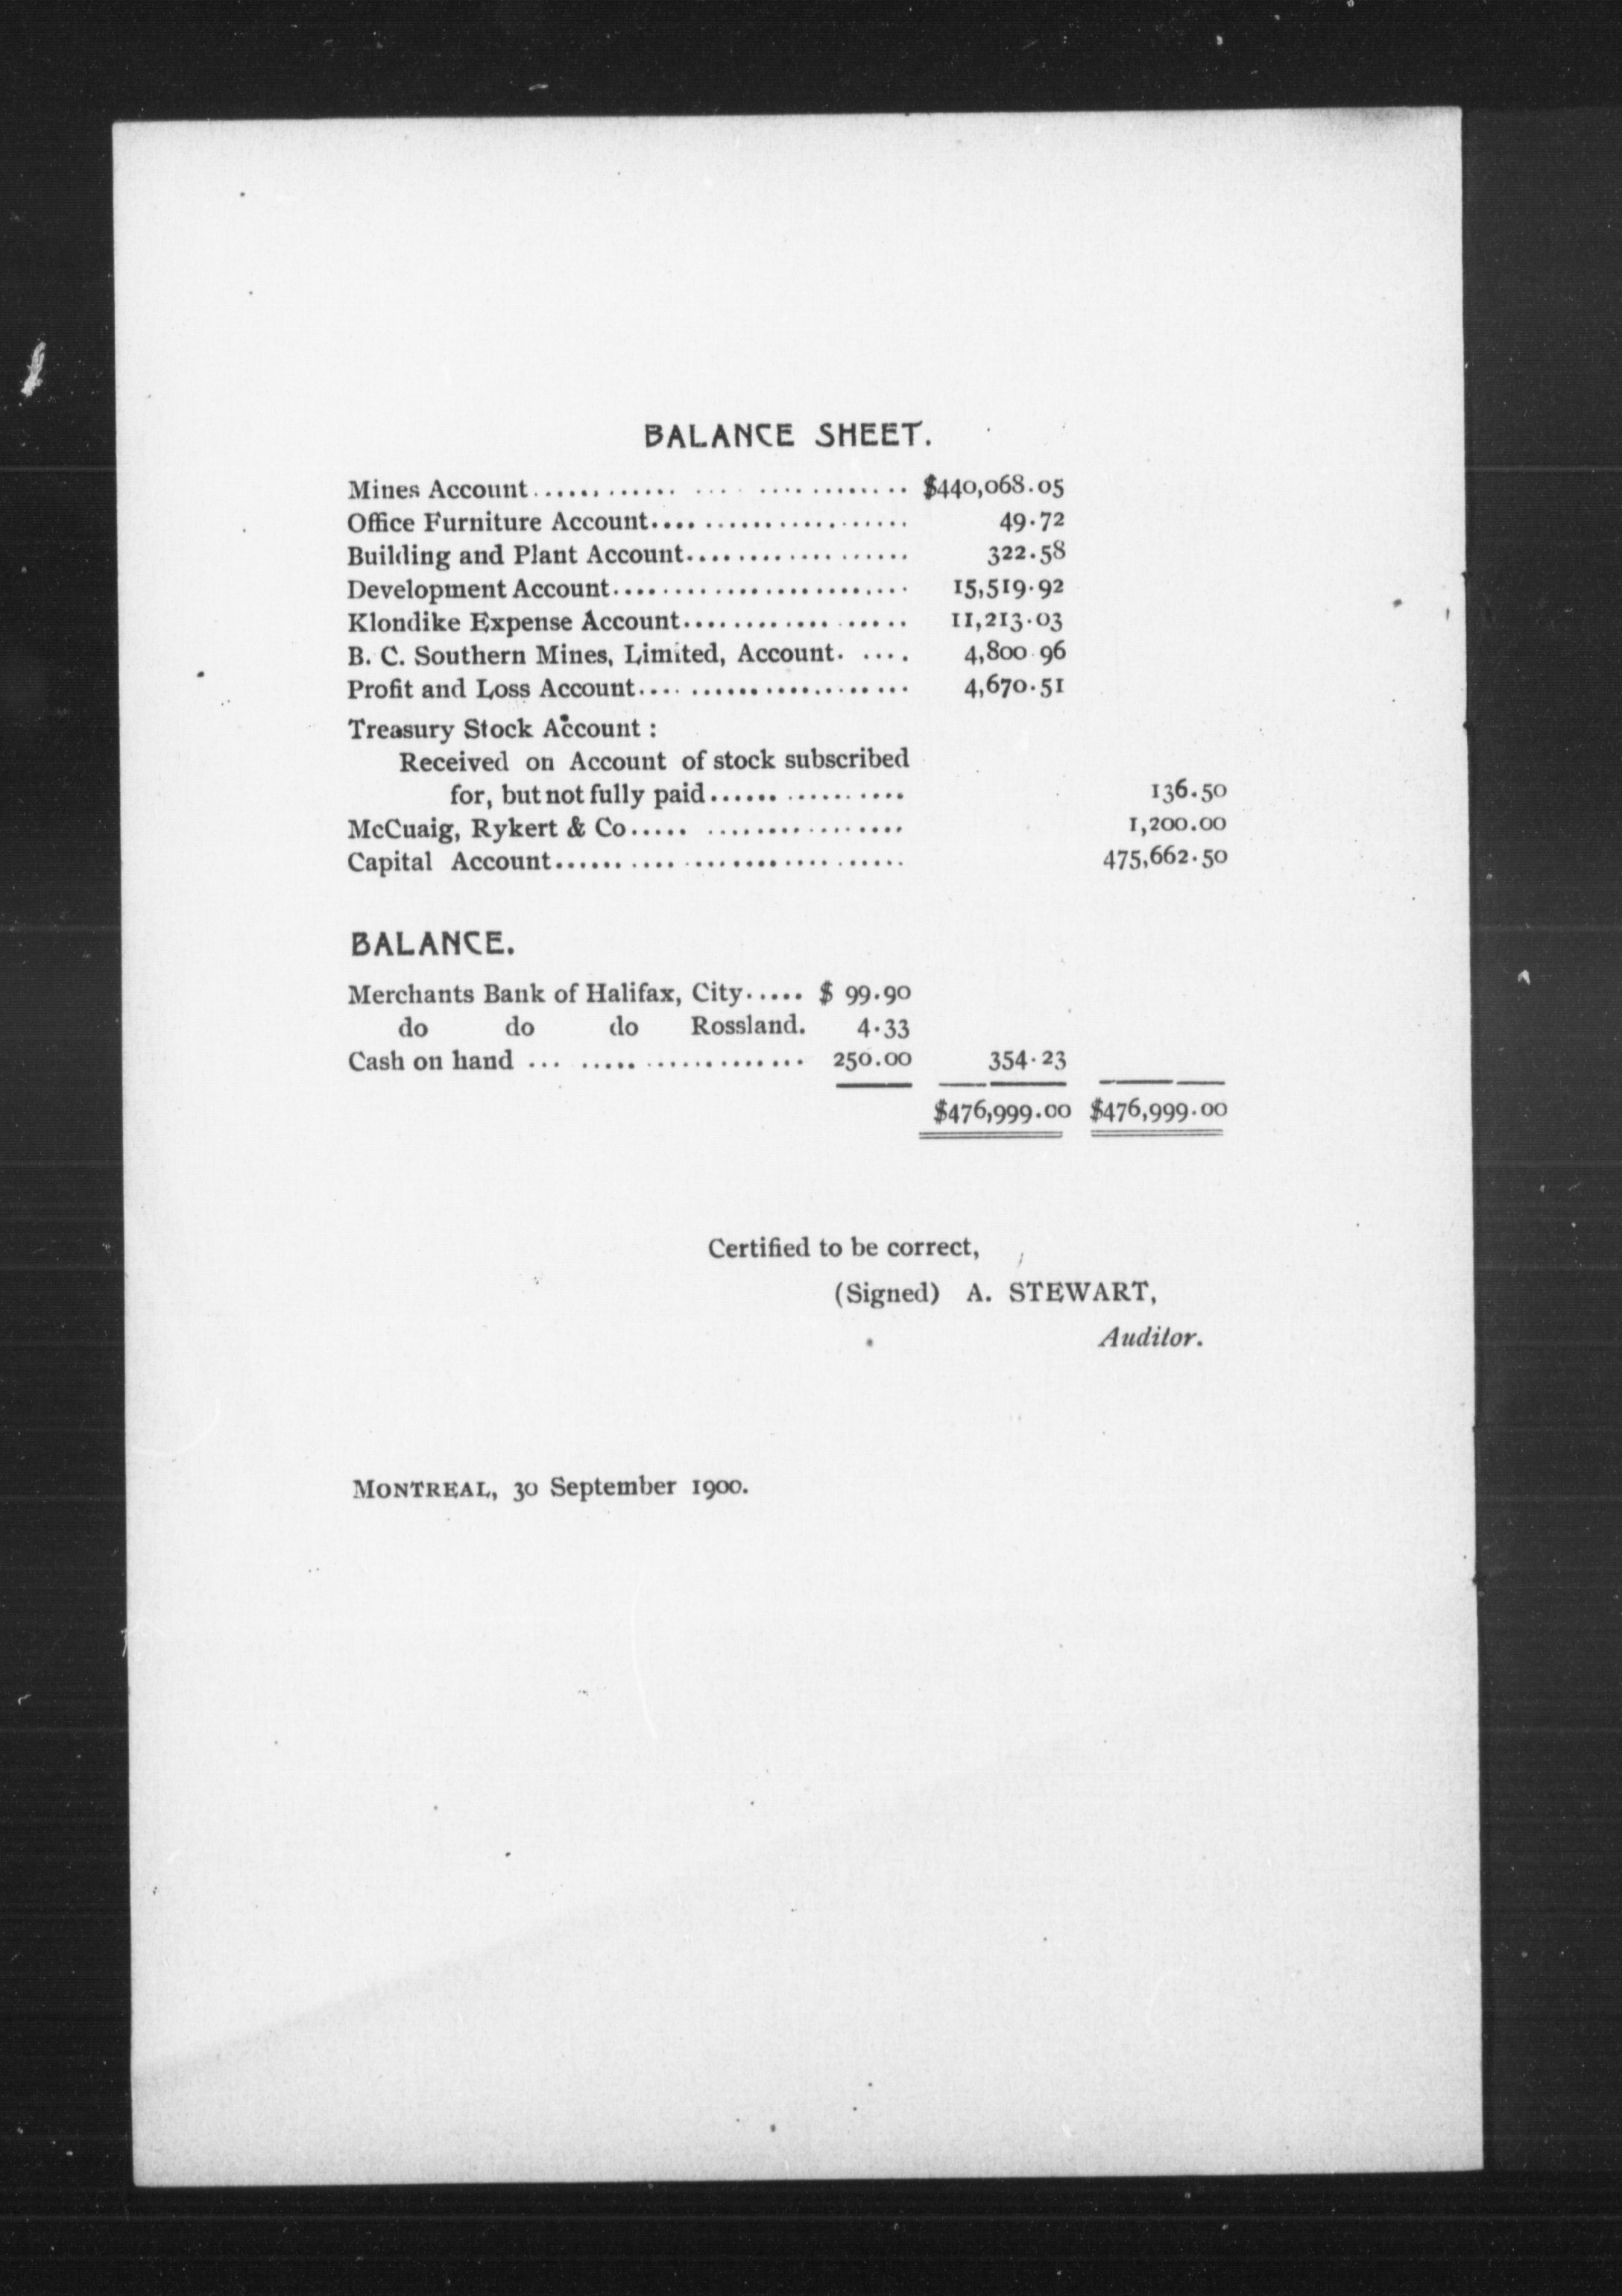 BALANCE SHEET.
Mines Account.................................... $440,068.05
Office Furniture Account........................ 49.72
Building and Plant Account..................... 322.58
Development Account........................... 15,519.92
Klondike Expense Account..................... 11,213.03
B. C. Southern Mines, Limited, Account. .... 4,800 96
Profit and Loss Account........................ 4,670.51
Treasury Stock Account :
Received on Account of stock subscribed
for, but not fully paid................ 136.50
McCuaig, Rykert & Co..................... 1,200.00
Capital Account............................ 475,662.50
BALANCE.
Merchants Bank of Halifax, City..... $ 99.90
do do do Rossland. 4.33
Cash on hand ... .................... 250.00 354.23
$476,999.00 $476,999.00
Certified to be correct,
(Signed) A. STEWART,
Auditor.
MONTREAL, 30 September 1900.